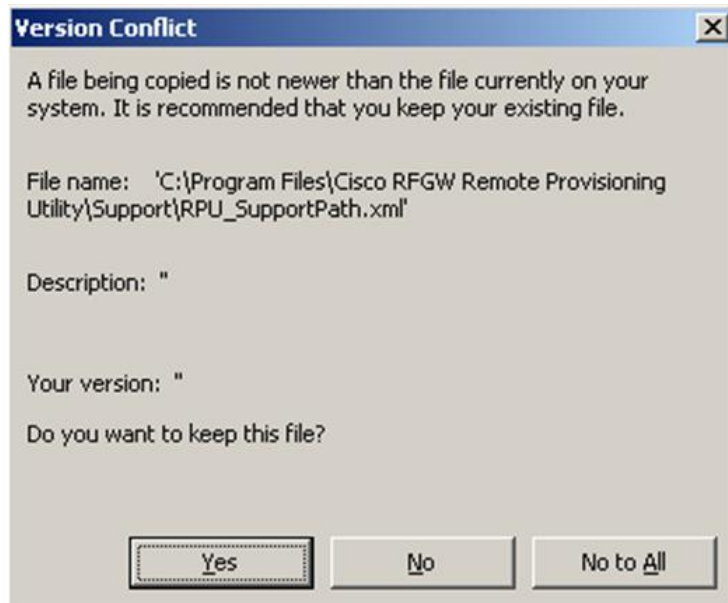 Version Conflict
A file being copied is not newer than the file currently on your
system. It is recommended that you keep your existing file.
File name: 'C:\Program Files\Cisco RFGW Remote Provisioning
Utility\Support\RPU_SupportPath.xml'
Description: ''
Your version: ''
Do you want to keep this file?
Yes
No
No to All